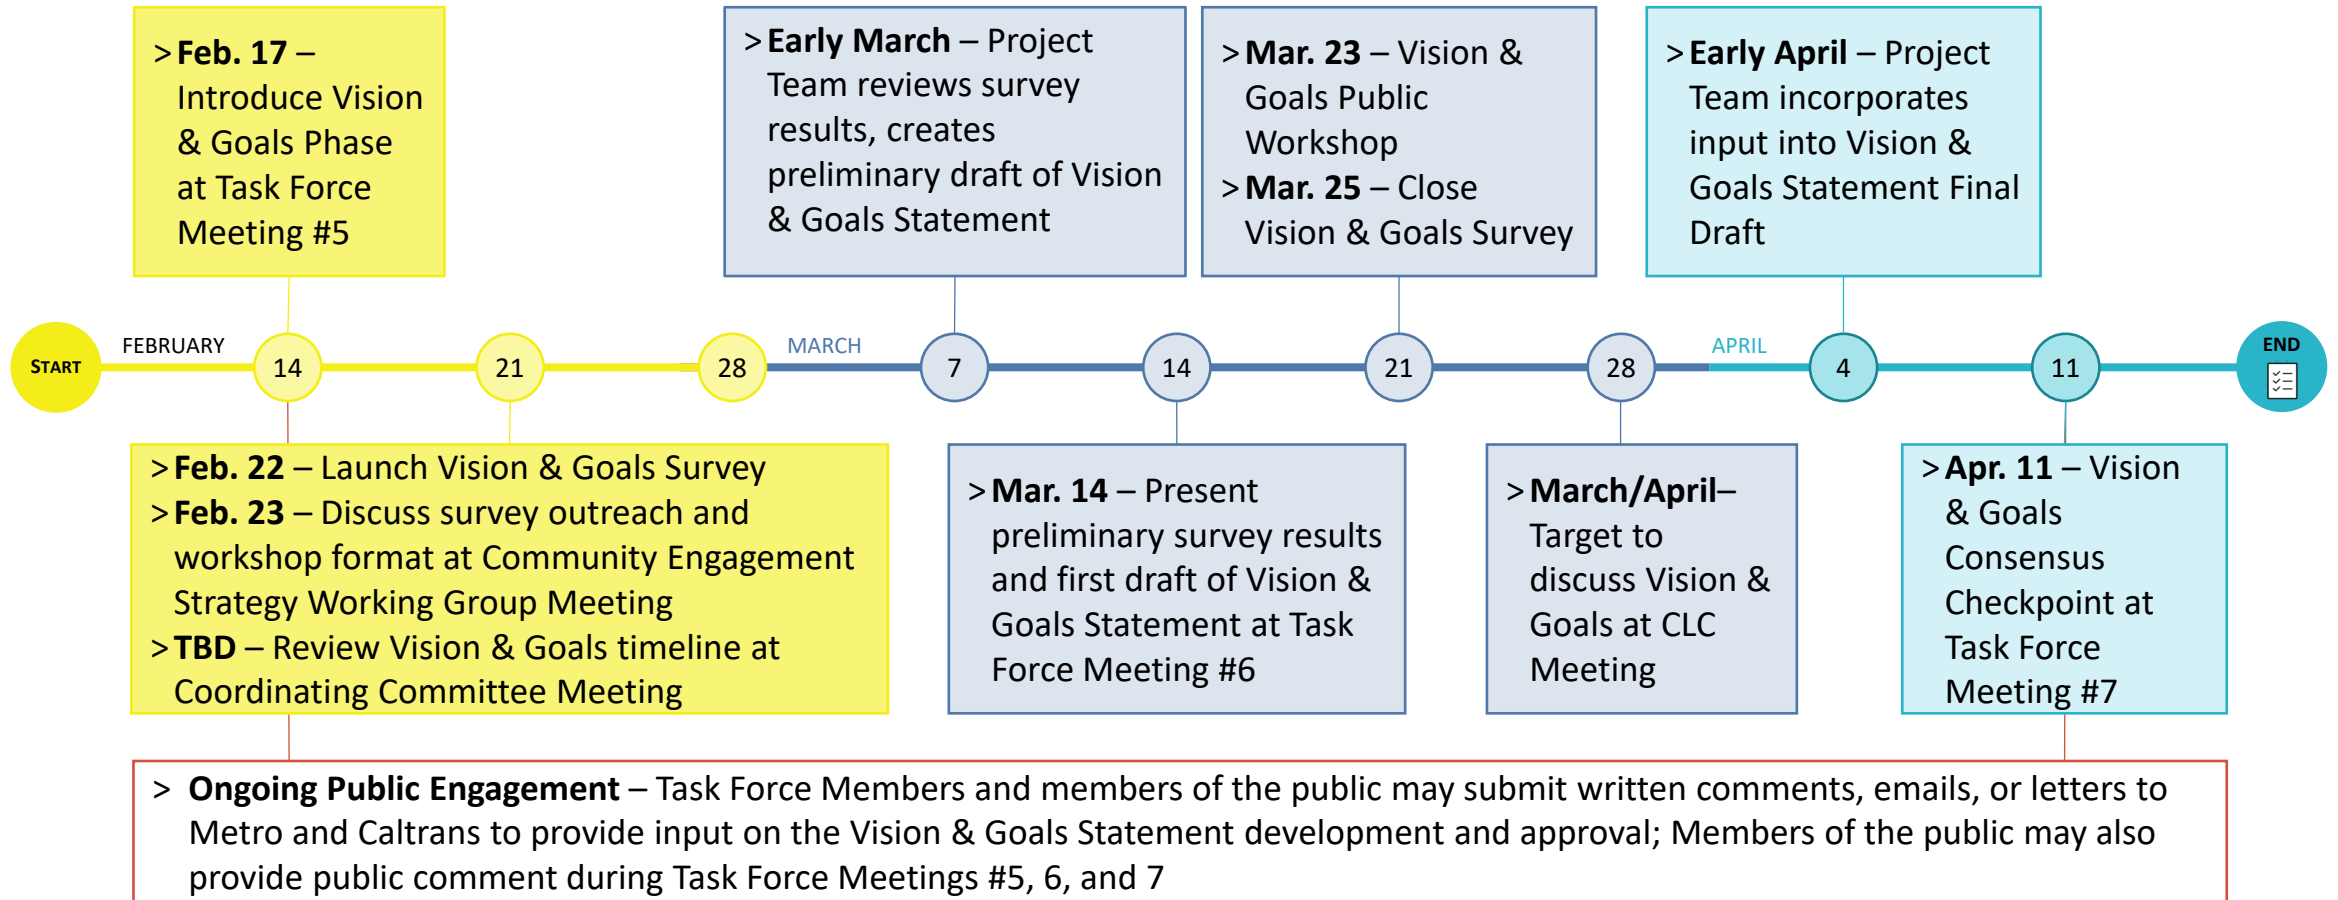 > Feb. 17 –
Introduce Vision
& Goals Phase
at Task Force
Meeting #5
> Early March – Project
Team reviews survey
results, creates
preliminary draft of Vision
& Goals Statement
> Mar. 23 – Vision &
Goals Public
Workshop
> Mar. 25 – Close
Vision & Goals Survey
> Early April – Project
Team incorporates
input into Vision &
Goals Statement Final
Draft
START
FEBRUARY
14
21
28
MARCH
7
14
21
28
APRIL
4
11
END
> Feb. 22 – Launch Vision & Goals Survey
> Feb. 23 – Discuss survey outreach and
workshop format at Community Engagement
Strategy Working Group Meeting
> TBD – Review Vision & Goals timeline at
Coordinating Committee Meeting
> Mar. 14 – Present
preliminary survey results
and first draft of Vision &
Goals Statement at Task
Force Meeting #6
> March/April–
Target to
discuss Vision &
Goals at CLC
Meeting
> Apr. 11 – Vision
& Goals
Consensus
Checkpoint at
Task Force
Meeting #7
> Ongoing Public Engagement – Task Force Members and members of the public may submit written comments, emails, or letters to
Metro and Caltrans to provide input on the Vision & Goals Statement development and approval; Members of the public may also
provide public comment during Task Force Meetings #5, 6, and 7